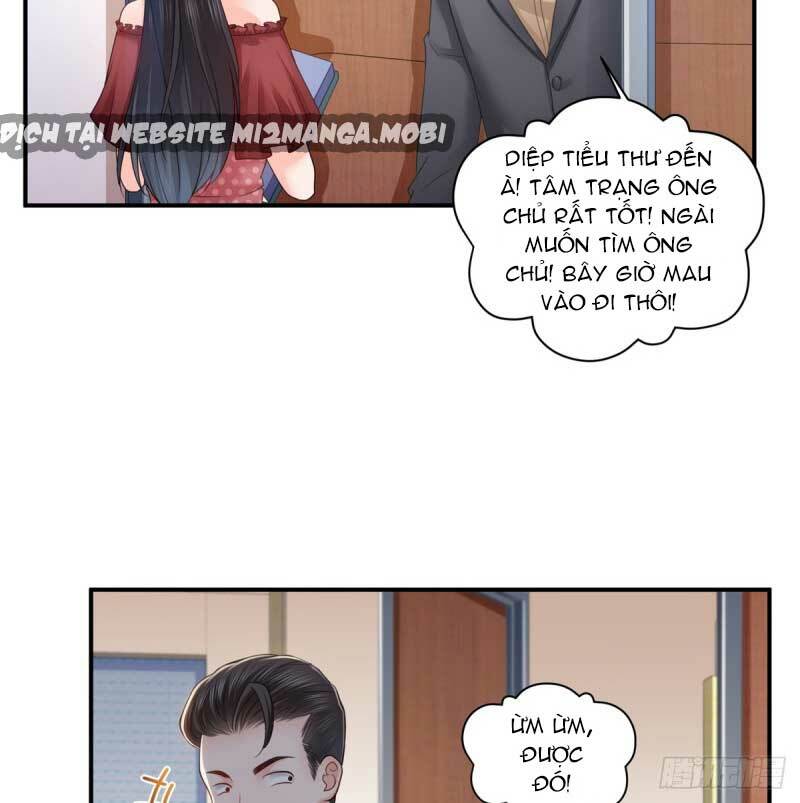 DỊCH TẠI WEBSITE MI2MANGA.MOBI
DIỆP TIỂU THƯ ĐẾN
À! TÂM TRẠNG ÔNG
CHỦ RẤT TỐT! NGÀI
MUỐN TÌM ÔNG
CHỦ! BÂY GIỜ MAU
VÀO ĐI THÔI!
ỪM ỪM,
ĐƯỢC
ĐÓ!